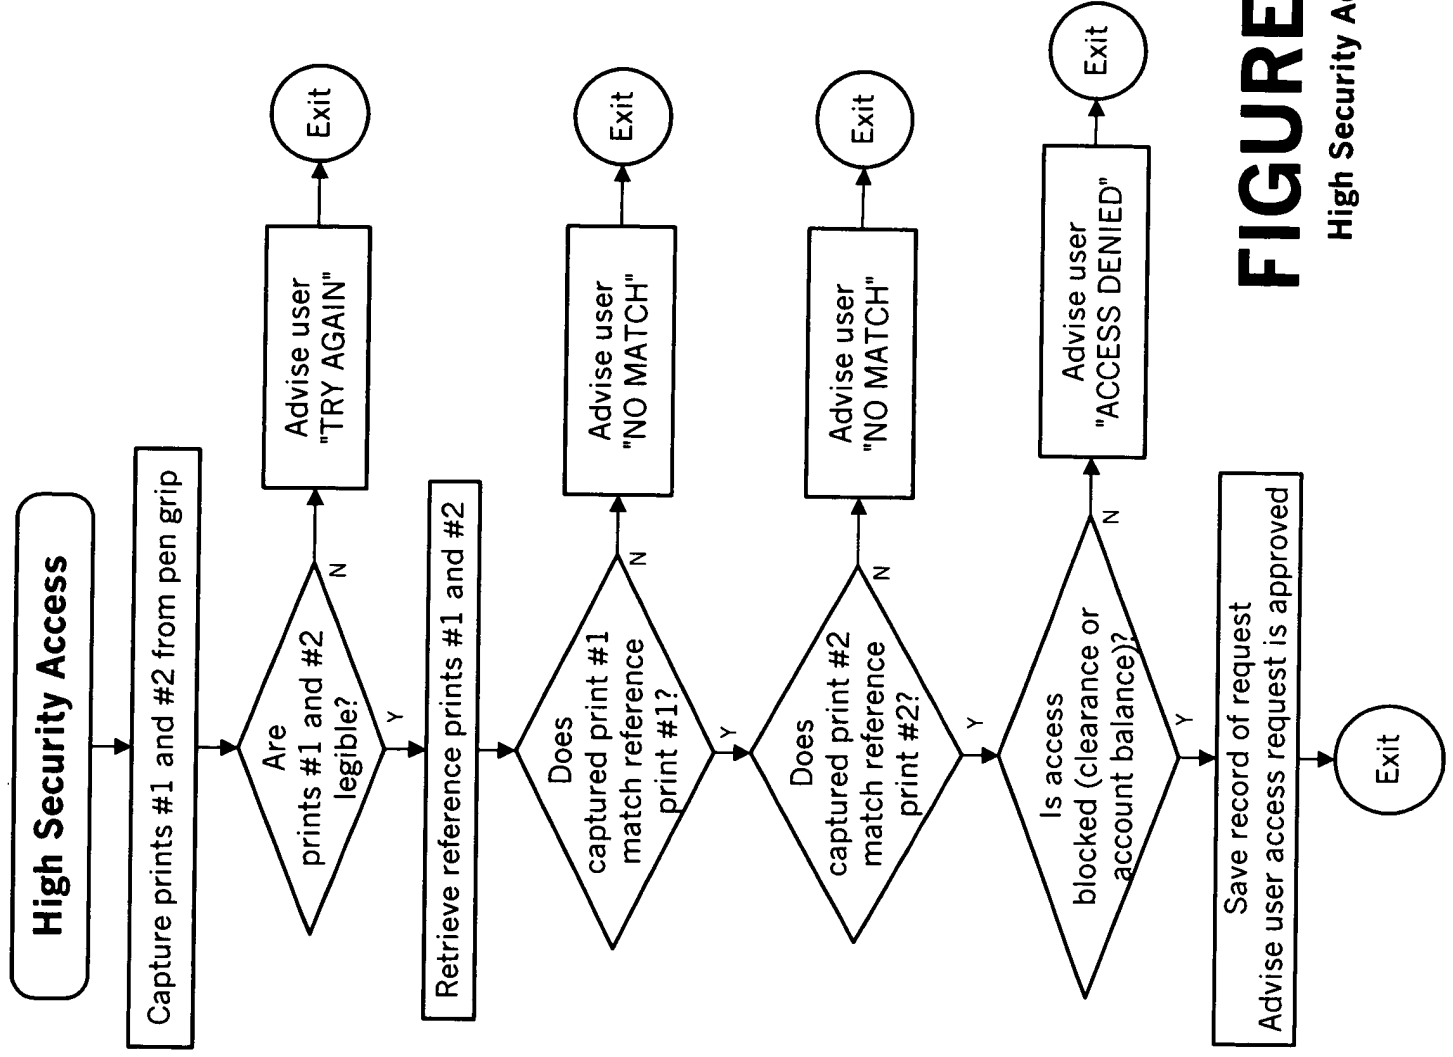 High Security Access
Capture prints #1 and #2 from pen grip
Are
prints #1 and #2
legible?
N
Advise user
"TRY AGAIN"
Exit
Y
Retrieve reference prints #1 and #2
Does
captured print #1
match reference
print #1?
N
Advise user
"NO MATCH"
Exit
Y
Does
captured print #2
match reference
print #2?
N
Advise user
"NO MATCH"
Exit
Y
Is access
blocked (clearance or
account balance)?
N
Advise user
"ACCESS DENIED"
Exit
Y
Save record of request
Advise user access request is approved
Exit
FIGURE
High Security